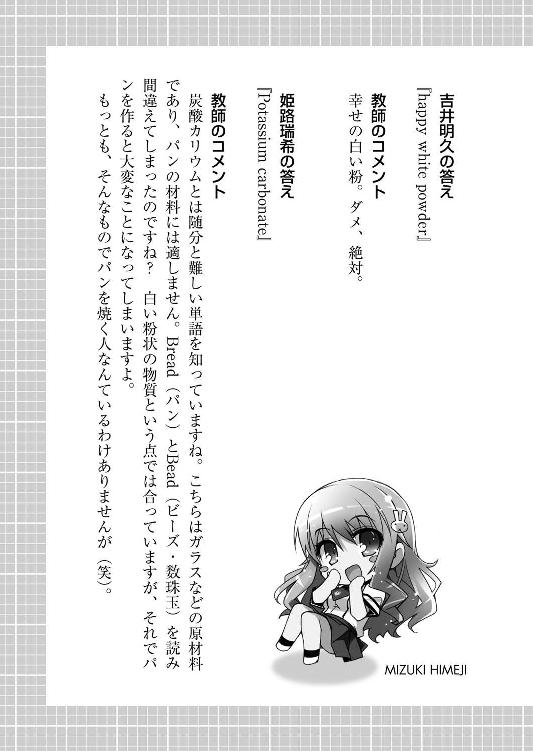 吉井明久の答え
『happy white powder』
教師のコメント
幸せの白い粉。ダメ、絶対。
姫路瑞希の答え
『Potassium carbonate』
教師のコメント
炭酸カリウムとは随分と難しい単語を知っていますね。こちらはガラスなどの原材料
であり、パンの材料には適しません。Bread（パン）とBead（ビーズ・数珠玉）を読み
間違えてしまったのですね？　白い粉状の物質という点では合っていますが、それでパ
ンを作ると大変なことになってしまいますよ。
もっとも、そんなものでパンを焼く人なんているわけありませんが（笑）。
MIZUKI HIMEJI